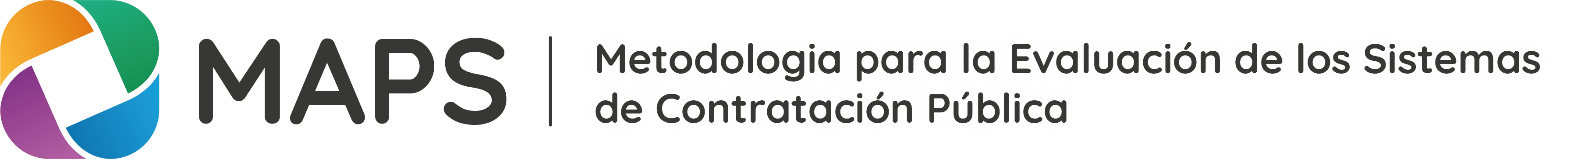 MAPS
Metodologia para la Evaluación de los Sistemas
de Contratación Pública